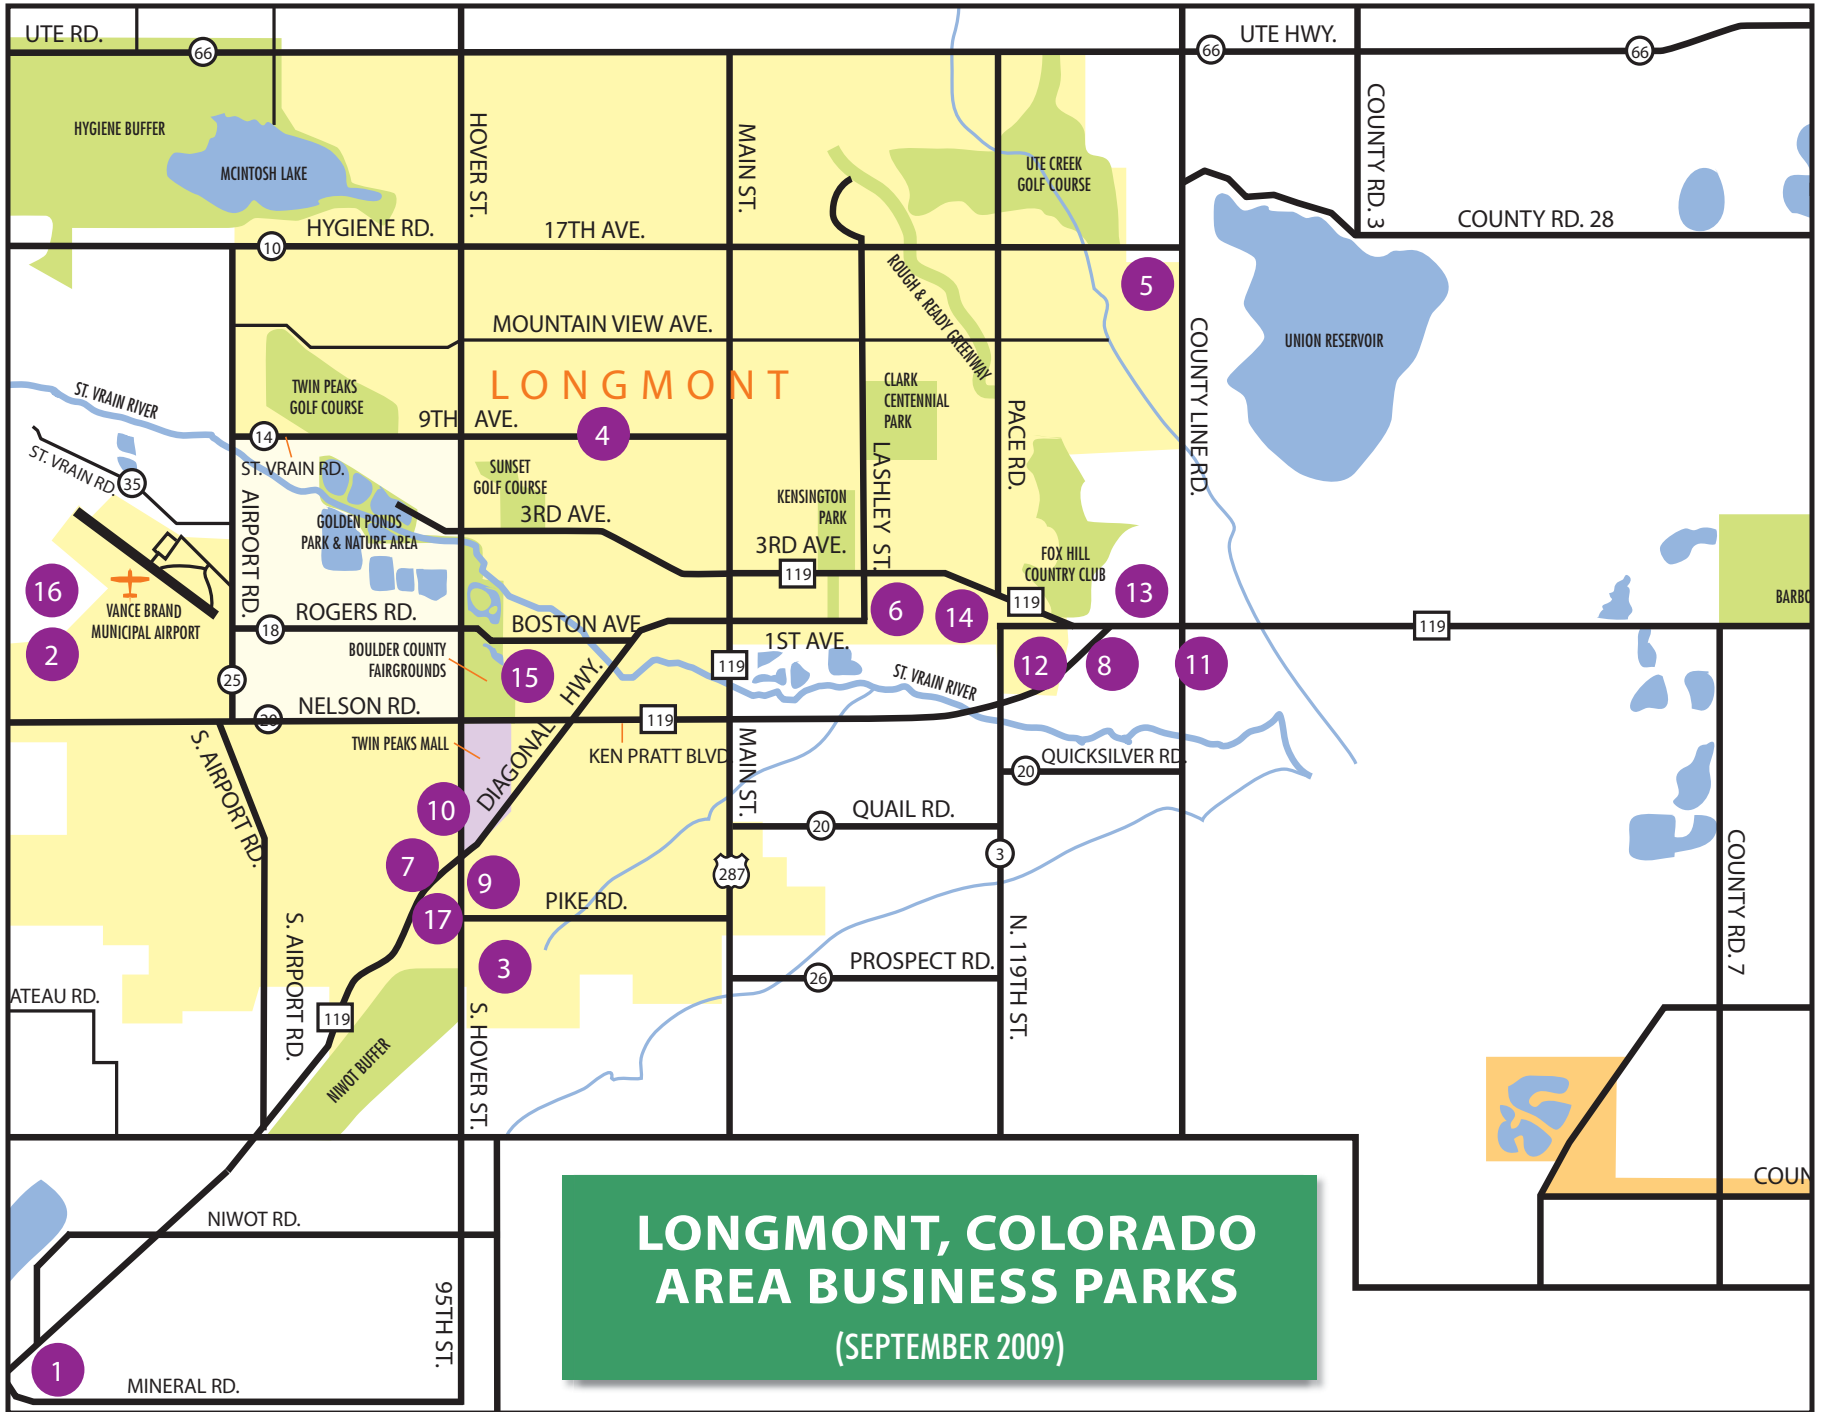 UTE RD.
66
UTE HWY.
66
66
HYGIENE BUFFER
MCINTOSH LAKE
HOVER ST.
MAIN ST.
UTE CREEK
GOLF COURSE
COUNTY RD. 3
COUNTY RD. 28
HYGIENE RD.
10
17TH AVE.
ROUGH & READY GREENWAY
5
MOUNTAIN VIEW AVE.
COUNTY LINE RD.
UNION RESERVOIR
LONGMONT
TWIN PEAKS
GOLF COURSE
ST. VRAIN RIVER
CLARK
CENTENNIAL
PARK
PACE RD.
9TH AVE.
14
4
ST. VRAIN RD.
ST. VRAIN RD.
35
SUNSET
GOLF COURSE
LASHLEY ST.
KENSINGTON
PARK
S. AIRPORT RD.
GOLDEN PONDS
PARK & NATURE AREA
3RD AVE.
3RD AVE.
119
FOX HILL
COUNTRY CLUB
16
VANCE BRAND
MUNICIPAL AIRPORT
2
ROGERS RD.
18
BOSTON AVE.
6
14
119
13
BARBO
119
1ST AVE.
BOULDER COUNTY
FAIRGROUNDS
15
119
ST. VRAIN RIVER
12
8
11
25
NELSON RD.
20
DIAGONAL HWY.
119
KEN PRATT BLVD.
TWIN PEAKS MALL
S. AIRPORT RD.
MAIN ST.
QUICKSILVER RD.
20
10
QUAIL RD.
20
3
7
9
287
COUNTY RD. 7
17
PIKE RD.
S. AIRPORT RD.
3
N. 119TH ST.
PROSPECT RD.
26
ATEAU RD.
119
S. HOVER ST.
NIWOT BUFFER
COUN
NIWOT RD.
95TH ST.
1
MINERAL RD.
LONGMONT, COLORADO
AREA BUSINESS PARKS
(SEPTEMBER 2009)